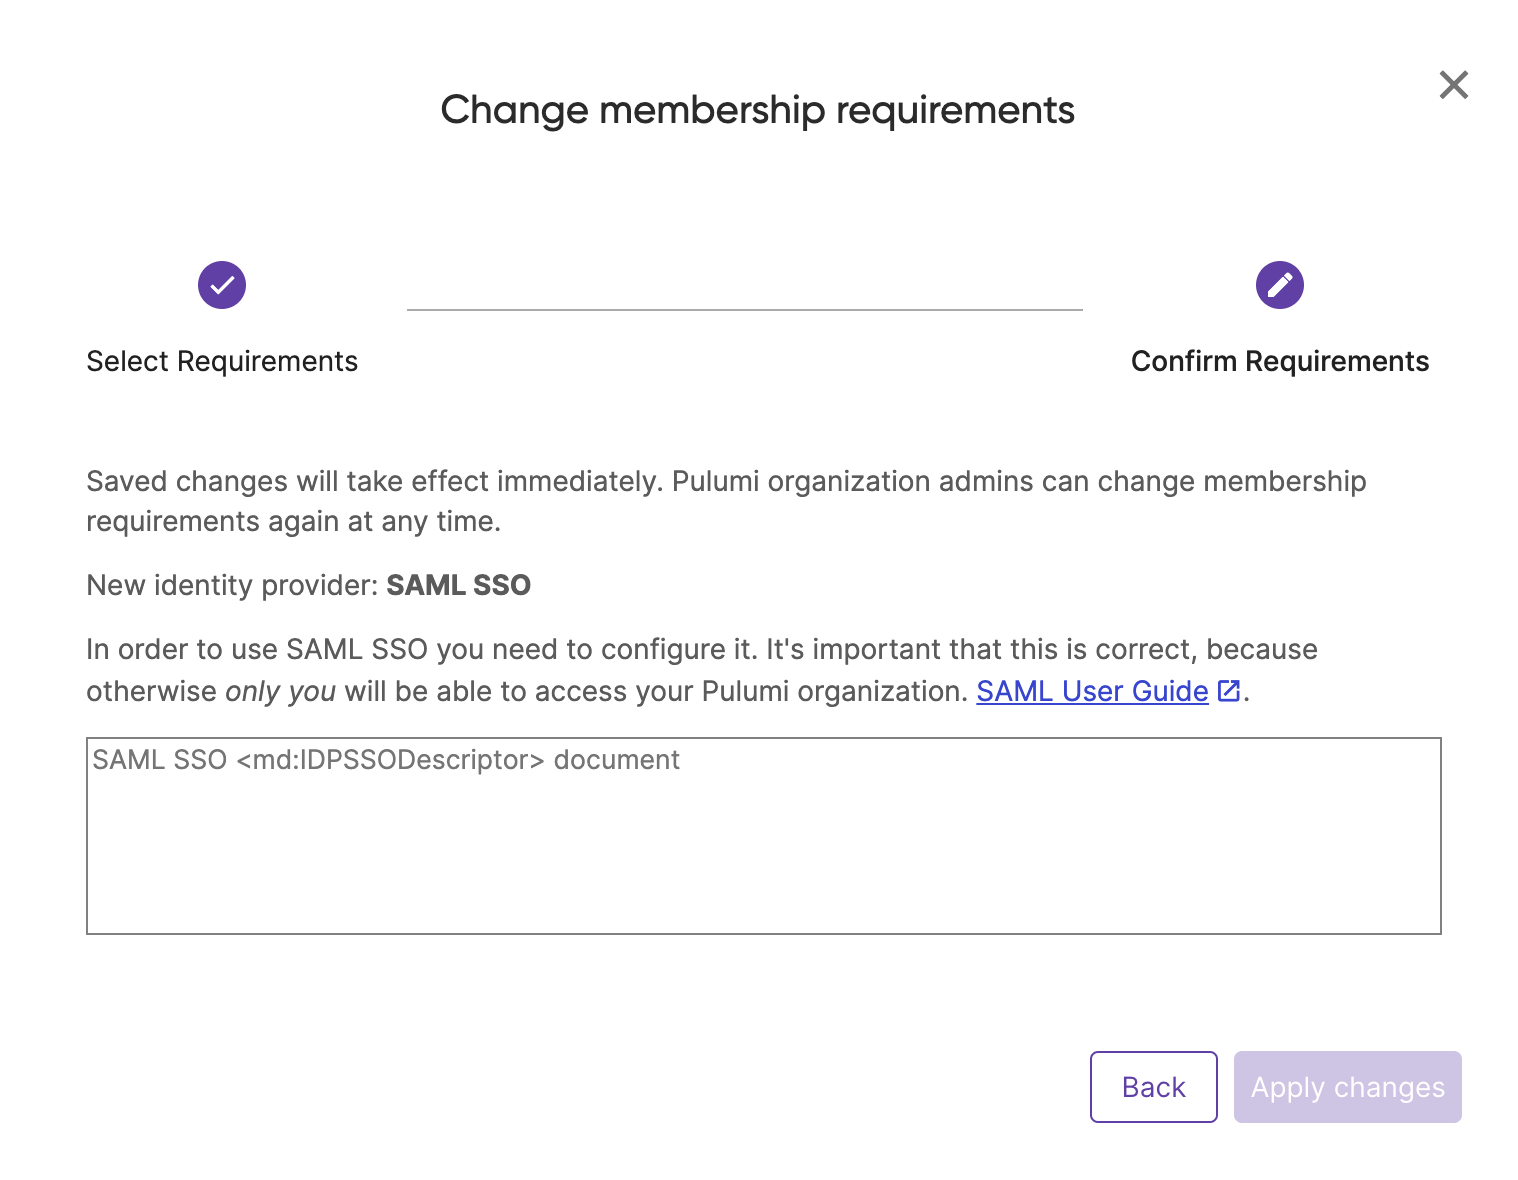 Change membership requirements
Select Requirements
Confirm Requirements
Saved changes will take effect immediately. Pulumi organization admins can change membership
requirements again at any time.
New identity provider: SAML SSO
In order to use SAML SSO you need to configure it. It's important that this is correct, because
otherwise only you will be able to access your Pulumi organization. SAML User Guide.
SAML SSO <md:IDPSSODescriptor> document
Back
Apply changes